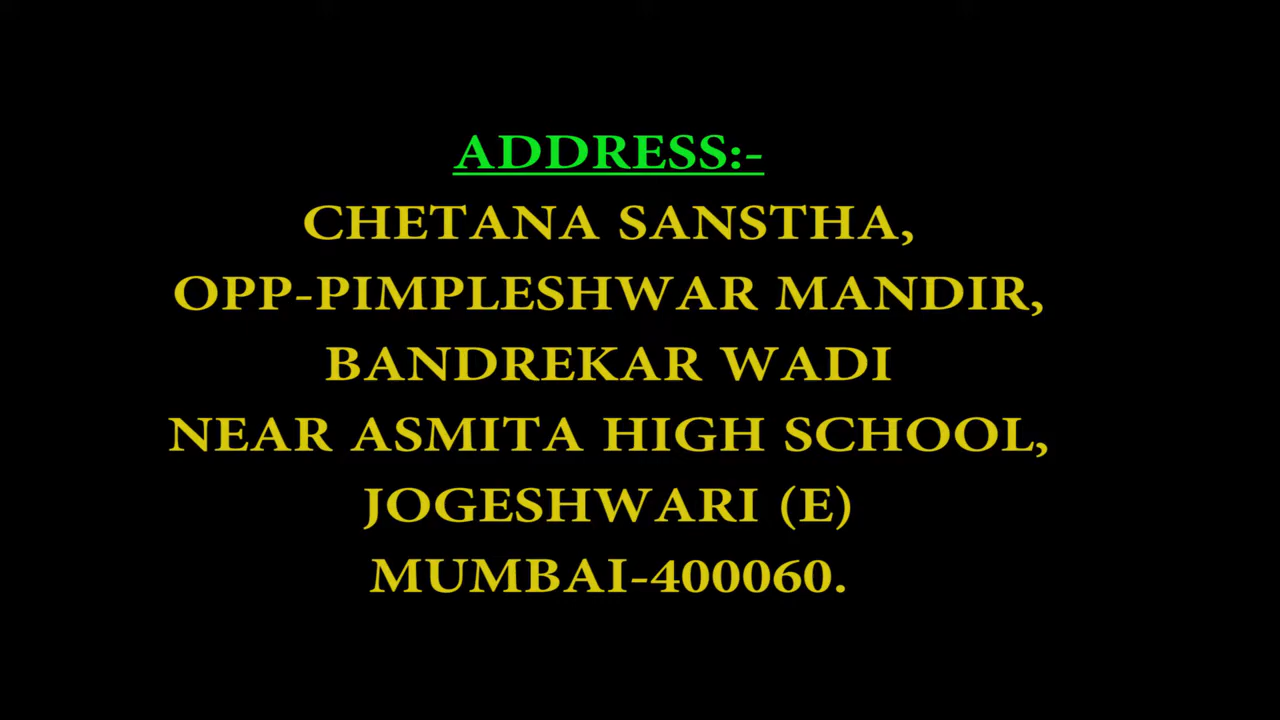 ADDRESS:-
CHETANA SANSTHA,
OPP-PIMPLESHWAR MANDIR,
BANDREKAR WADI
NEAR ASMITA HIGH SCHOOL,
JOGESHWARI (E)
MUMBAI-400060.